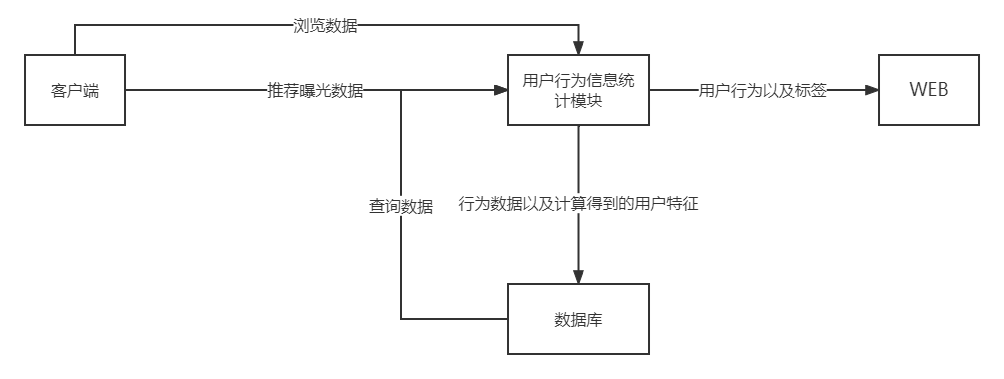 浏览数据
客户端
推荐曝光数据
用户行为信息统
计模块
用户行为以及标签
WEB
查询数据
行为数据以及计算得到的用户特征
数据库